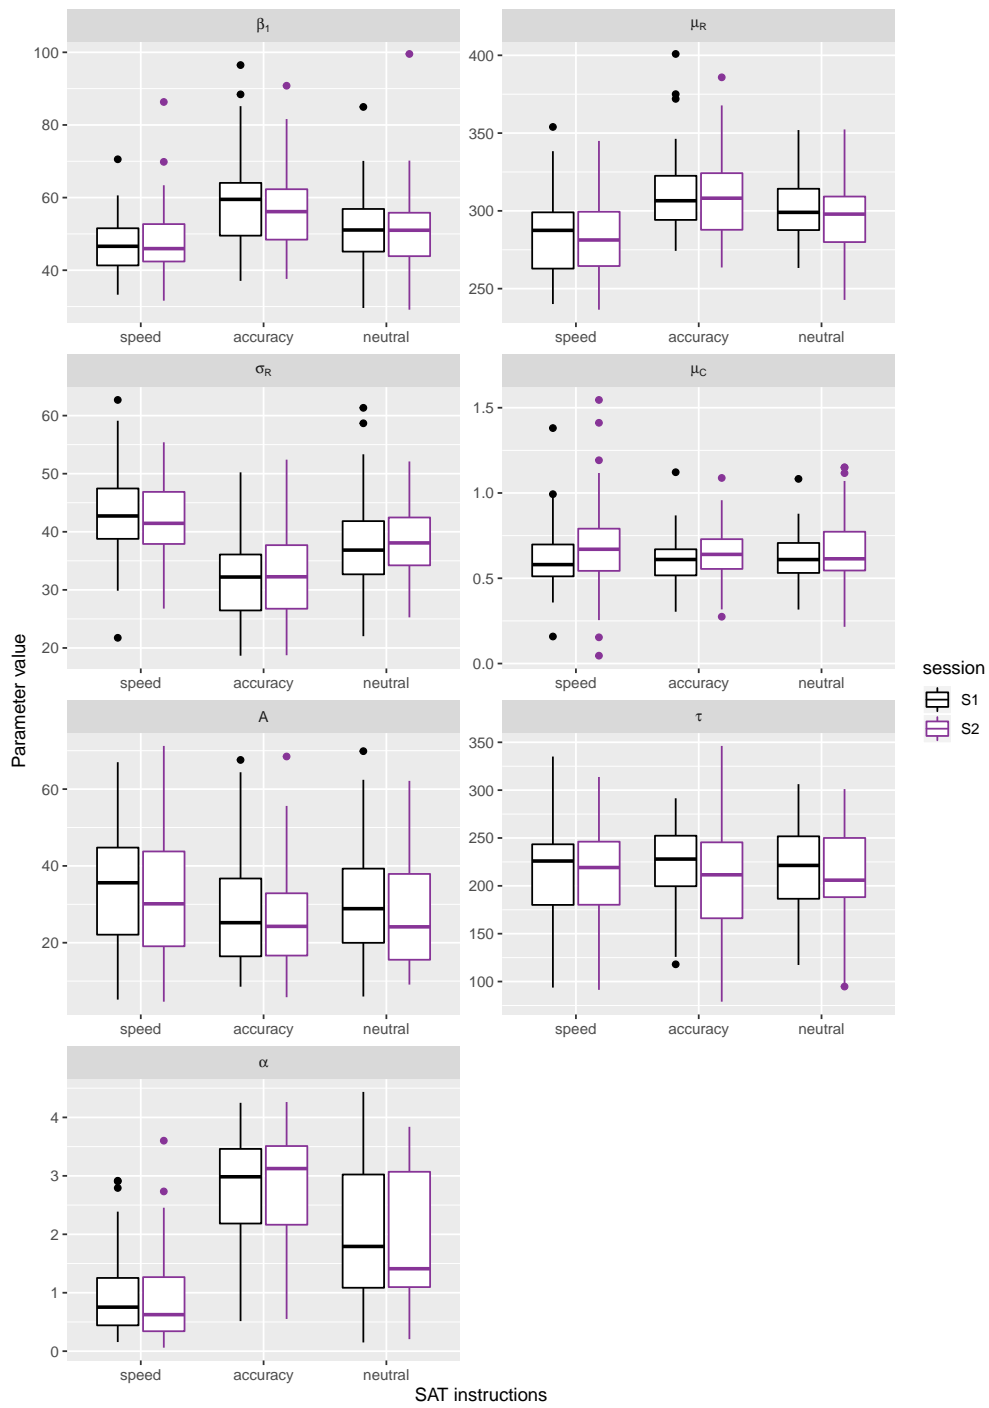 β1
100
80
60
40
speed accuracy neutral
μR
400
350
300
250
speed accuracy neutral
σR
60
50
40
30
20
speed accuracy neutral
μC
1.5
1.0
0.5
0.0
speed accuracy neutral
A
60
40
20
speed accuracy neutral
τ
350
300
250
200
150
100
speed accuracy neutral
α
4
3
2
1
0
speed accuracy neutral
SAT instructions
Parameter value
session
S1
S2